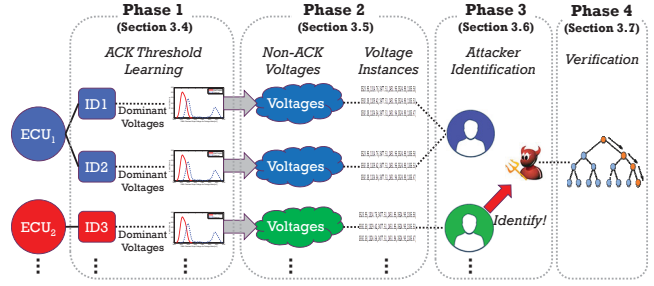 Phase 1
(Section 3.4)
Phase 2
(Section 3.5)
Phase 3
(Section 3.6)
Phase 4
(Section 3.7)
ACK Threshold
Learning
Non-ACK
Voltages
Voltage
Instances
Attacker
Identification
Verification
ECU1
ID1
Dominant
Voltages
Voltages
ID2
Dominant
Voltages
Voltages
ECU2
ID3
Dominant
Voltages
Voltages
Identify!